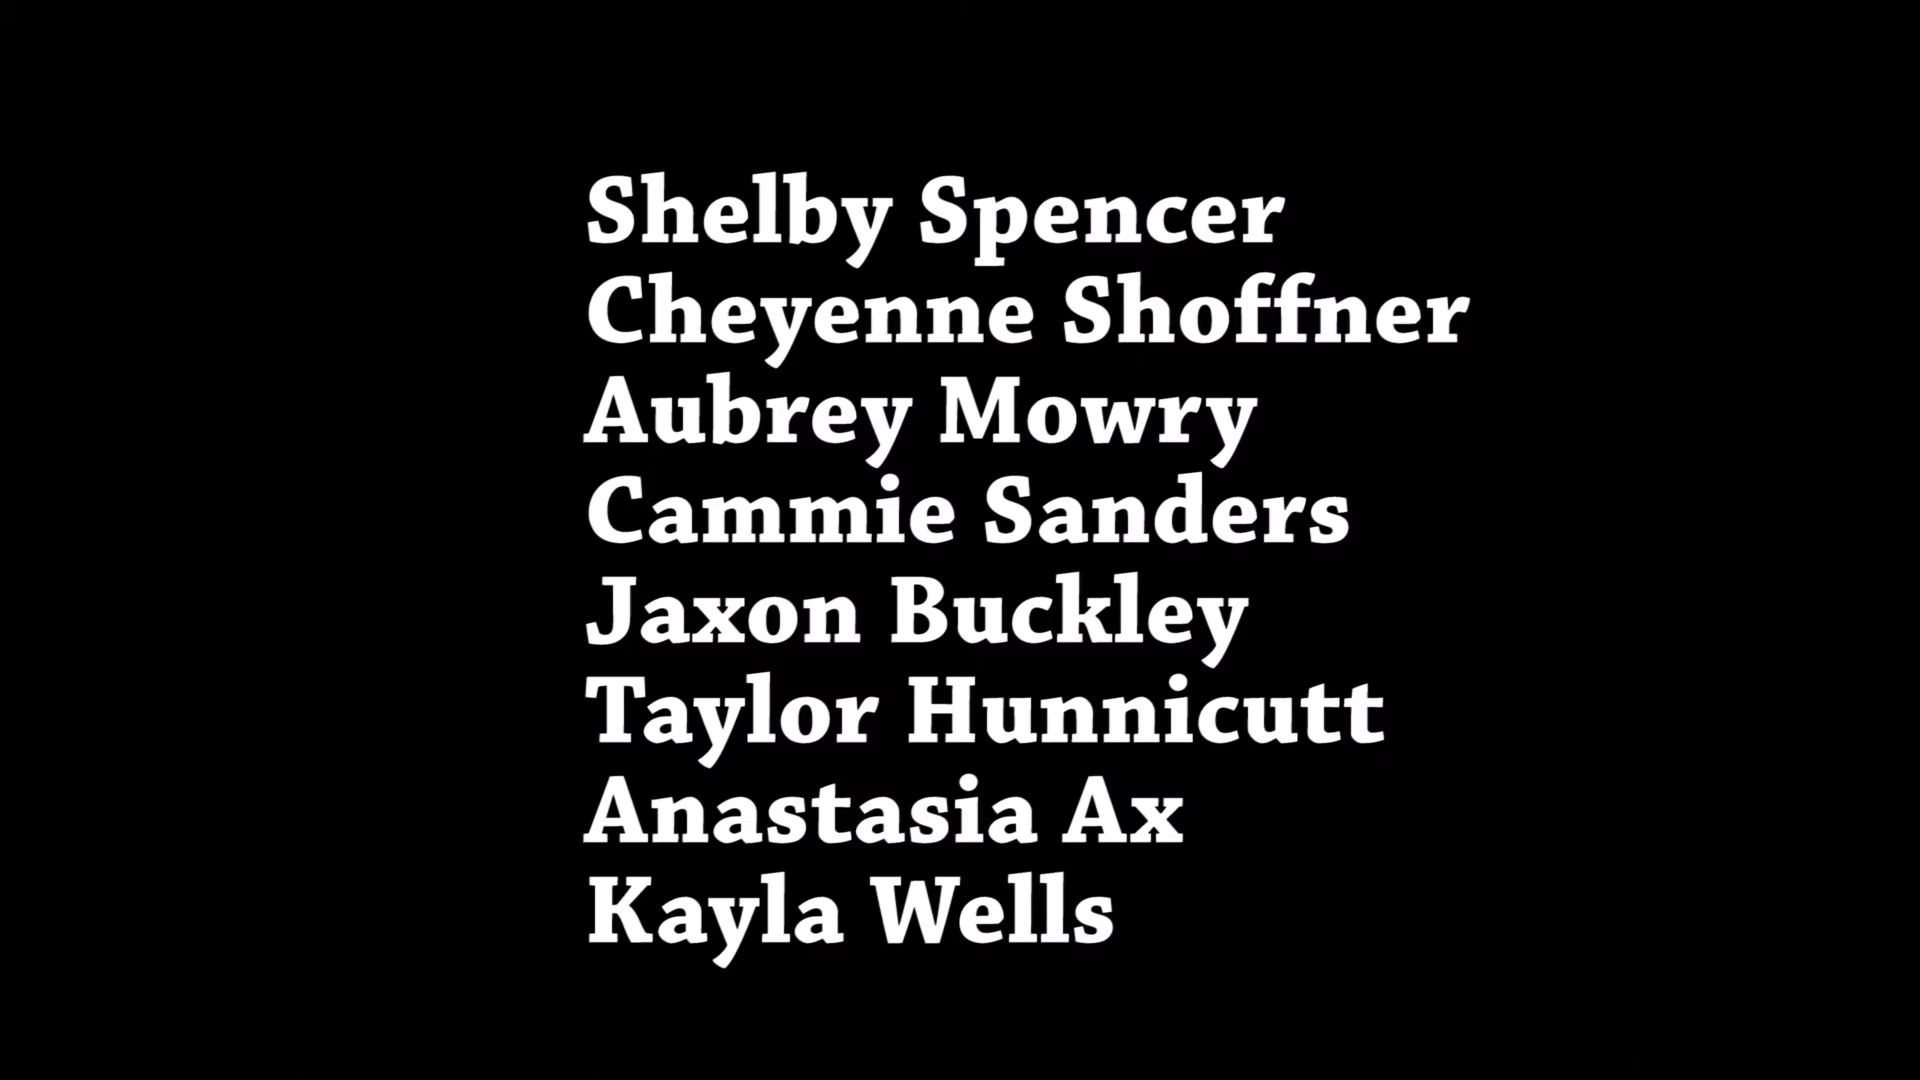 Shelby Spencer
Cheyenne Shoffner
Aubrey Mowry
Cammie Sanders
Jaxon Buckley
Taylor Hunnicutt
Anastasia Ax
Kayla Wells